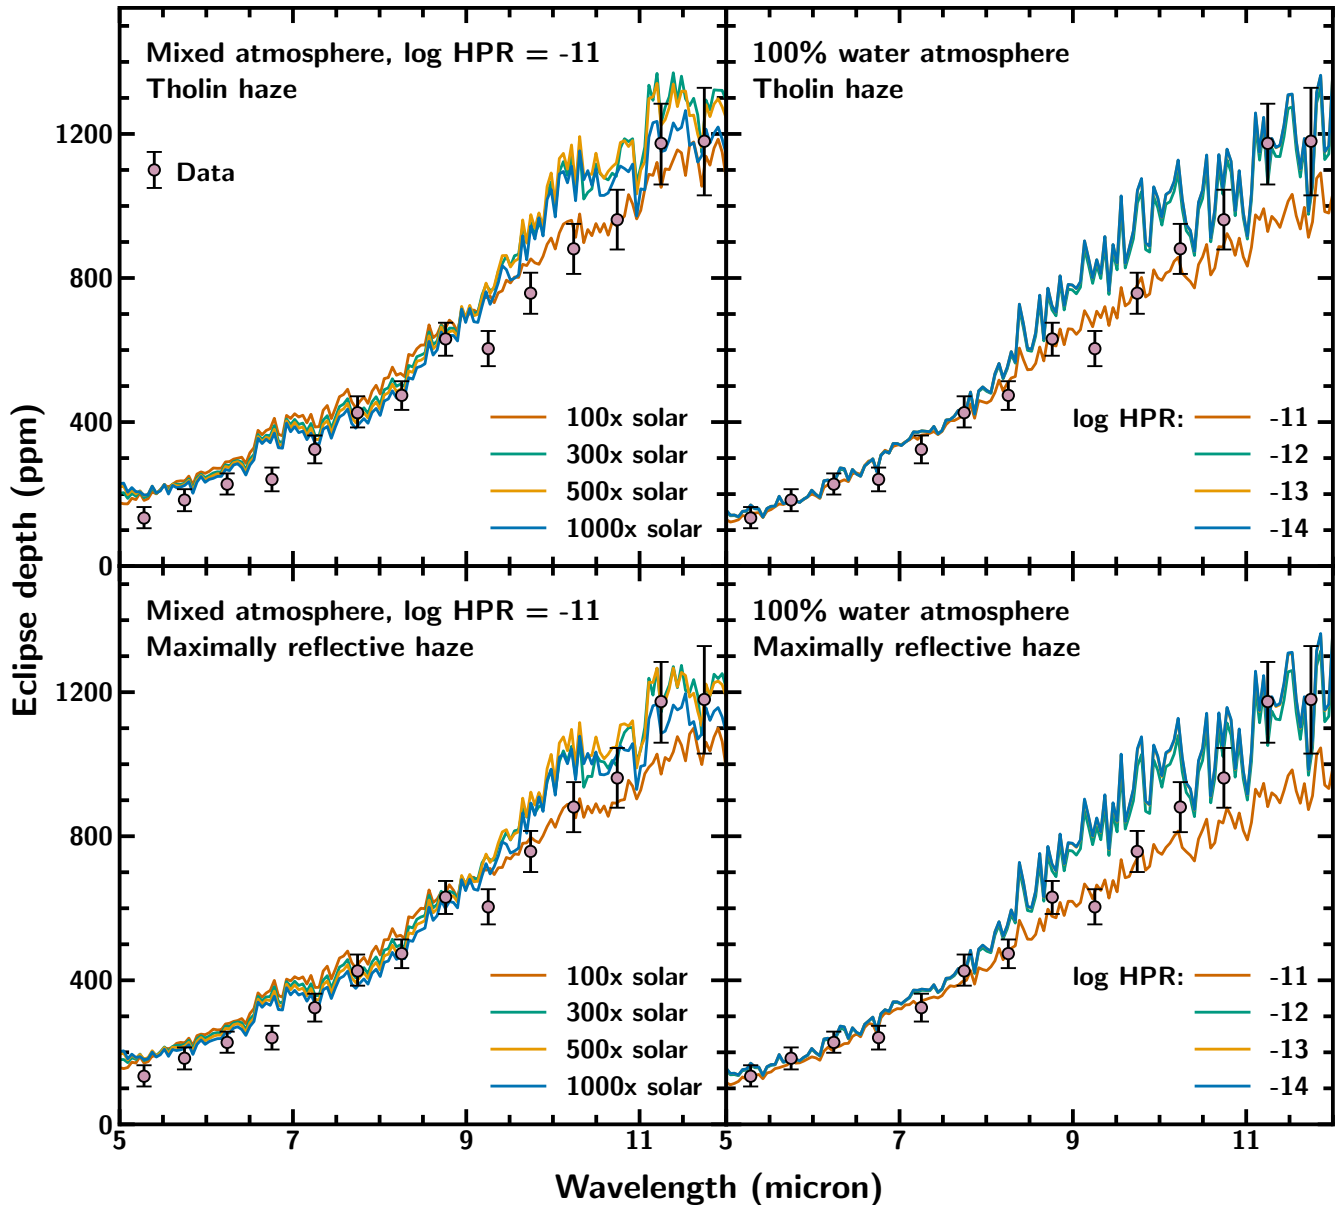 Mixed atmosphere, log HPR = -11
Tholin haze
Data
100x solar
300x solar
500x solar
1000x solar
100% water atmosphere
Tholin haze
log HPR: -11
-12
-13
-14
1200
800
400
0
Mixed atmosphere, log HPR = -11
Maximally reflective haze
100x solar
300x solar
500x solar
1000x solar
100% water atmosphere
Maximally reflective haze
log HPR: -11
-12
-13
-14
1200
800
400
0
5 7 9 11 5 7 9 11
Eclipse depth (ppm)
Wavelength (micron)